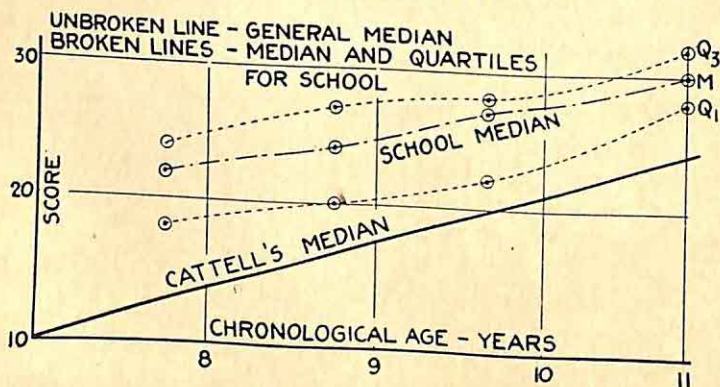 UNBROKEN LINE - GENERAL MEDIAN
BROKEN LINES - MEDIAN AND QUARTILES
FOR SCHOOL
30
20
10
SCORE
Q3
M
Q1
SCHOOL MEDIAN
CATTELL'S MEDIAN
CHRONOLOGICAL AGE - YEARS
8
9
10
11